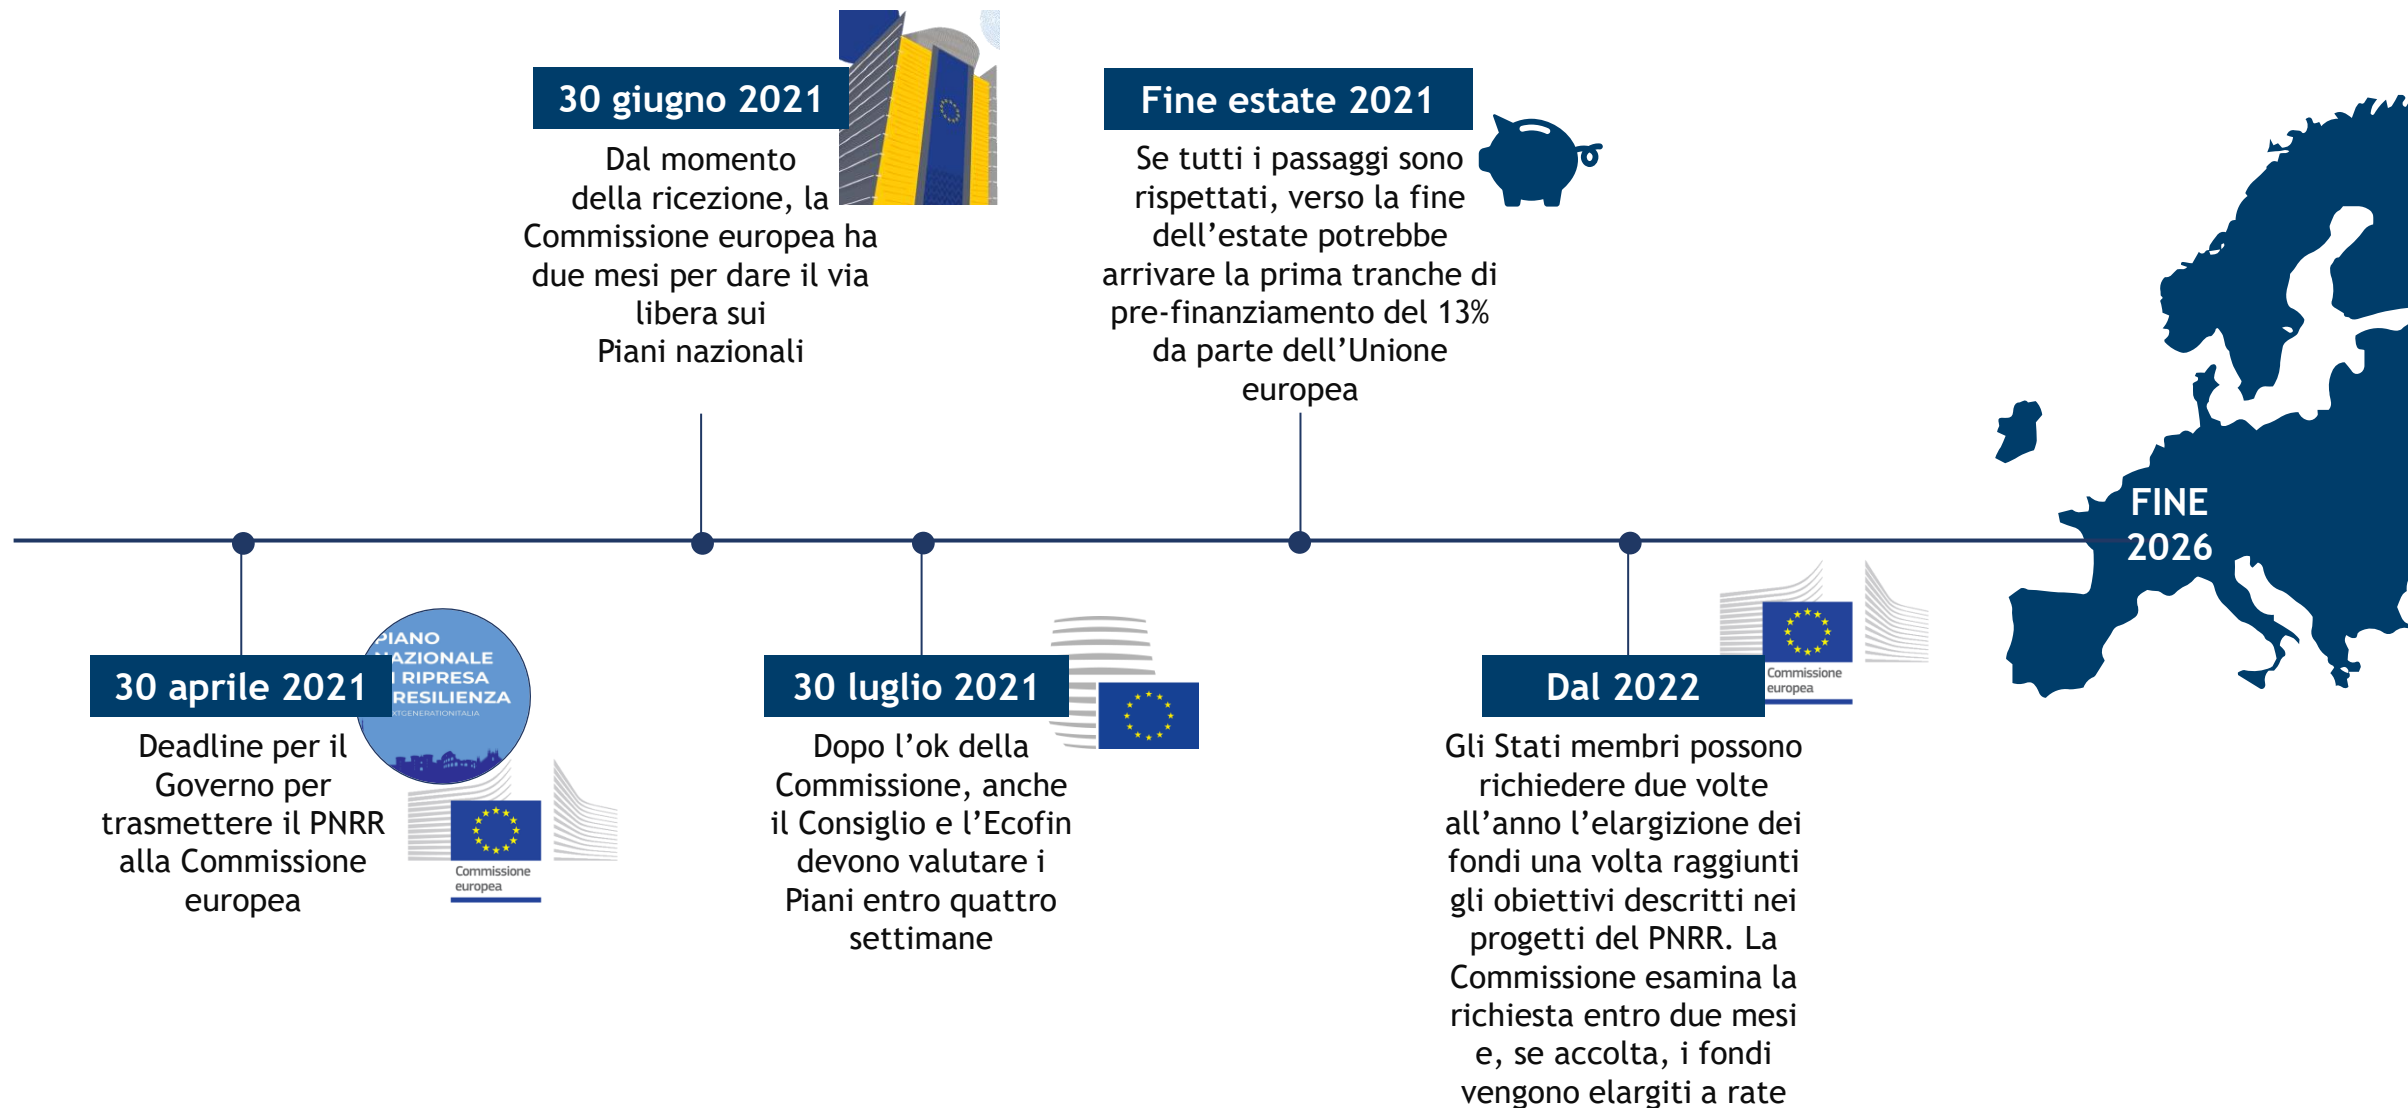 30 giugno 2021
Dal momento
della ricezione, la
Commissione europea ha
due mesi per dare il via
libera sui
Piani nazionali
Fine estate 2021
Se tutti i passaggi sono
rispettati, verso la fine
dell’estate potrebbe
arrivare la prima tranche di
pre-finanziamento del 13%
da parte dell’Unione
europea
FINE
2026
PIANO
NAZIONALE
I RIPRESA
RESILIENZA
XTGENERATIONITALIA
30 aprile 2021
Deadline per il
Governo per
trasmettere il PNRR
alla Commissione
europea
Commissione
europea
30 luglio 2021
Dopo l’ok della
Commissione, anche
il Consiglio e l’Ecofin
devono valutare i
Piani entro quattro
settimane
Dal 2022
Commissione
europea
Gli Stati membri possono
richiedere due volte
all’anno l’elargizione dei
fondi una volta raggiunti
gli obiettivi descritti nei
progetti del PNRR. La
Commissione esamina la
richiesta entro due mesi
e, se accolta, i fondi
vengono elargiti a rate